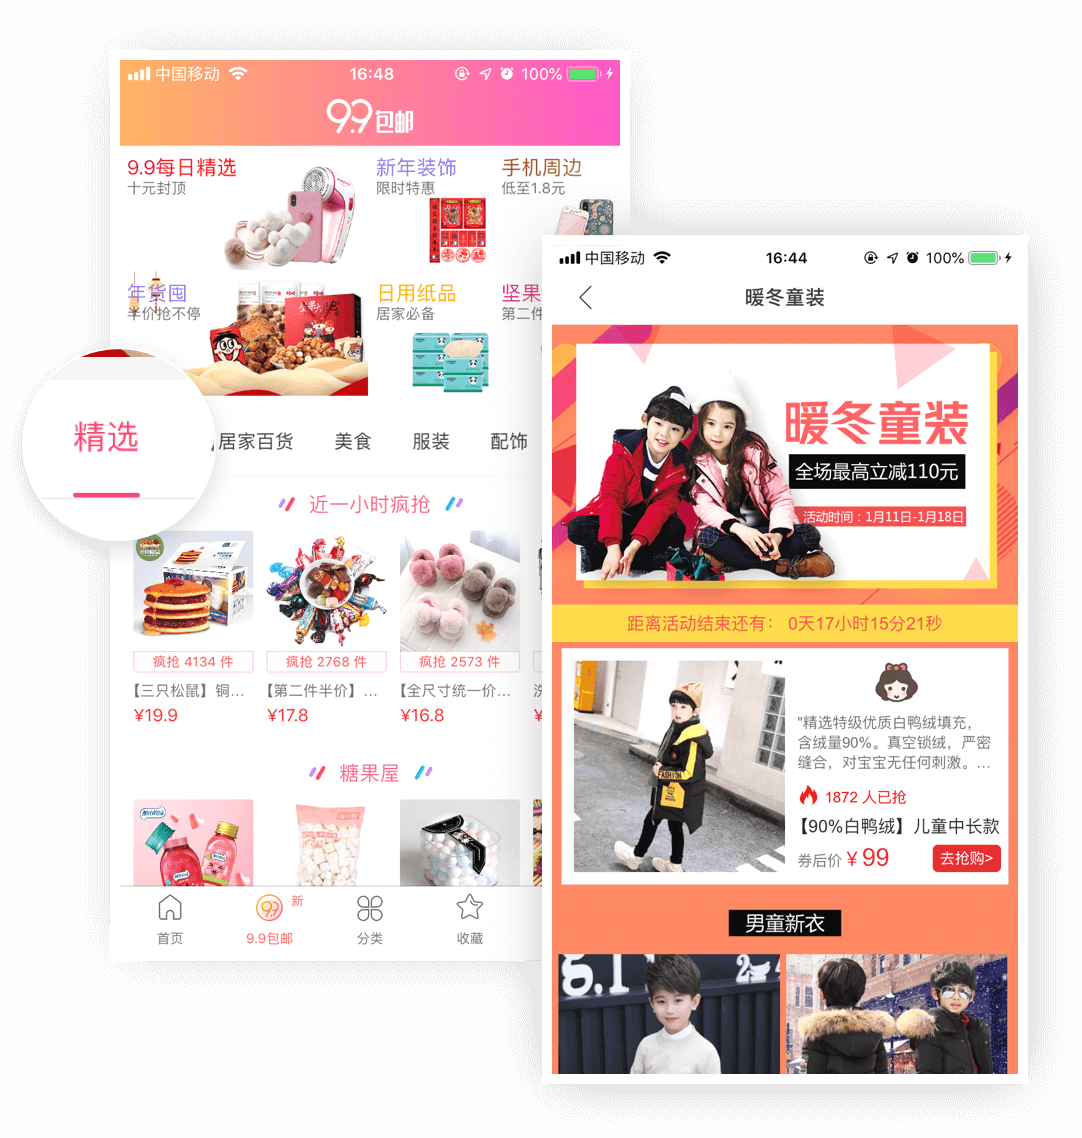 中国移动
16:48
100%
9.9包邮
9.9每日精选
十元封顶
新年装饰
限时特惠
手机周边
低至1.8元
年货囤
半价抢不停
日用纸品
居家必备
坚果
第二件
精选
居家百货
美食
服装
配饰
近一小时疯抢
疯抢 4134 件
疯抢 2768 件
疯抢 2573 件
【三只松鼠】铜...
【第二件半价】...
【全尺寸统一价...
洗
¥19.9
¥17.8
¥16.8
¥
糖果屋
首页
9.9
新
9.9包邮
分类
收藏
中国移动
16:44
100%
暖冬童装
暖冬童装
全场最高立减110元
活动时间：1月11日-1月18日
距离活动结束还有： 0天17小时15分21秒
FASHION
"精选特级优质白鸭绒填充，
含绒量90%。真空锁绒，严密
缝合，对宝宝无任何刺激。...
1872 人已抢
【90%白鸭绒】儿童中长款
券后价 ¥ 99
去抢购>
男童新衣